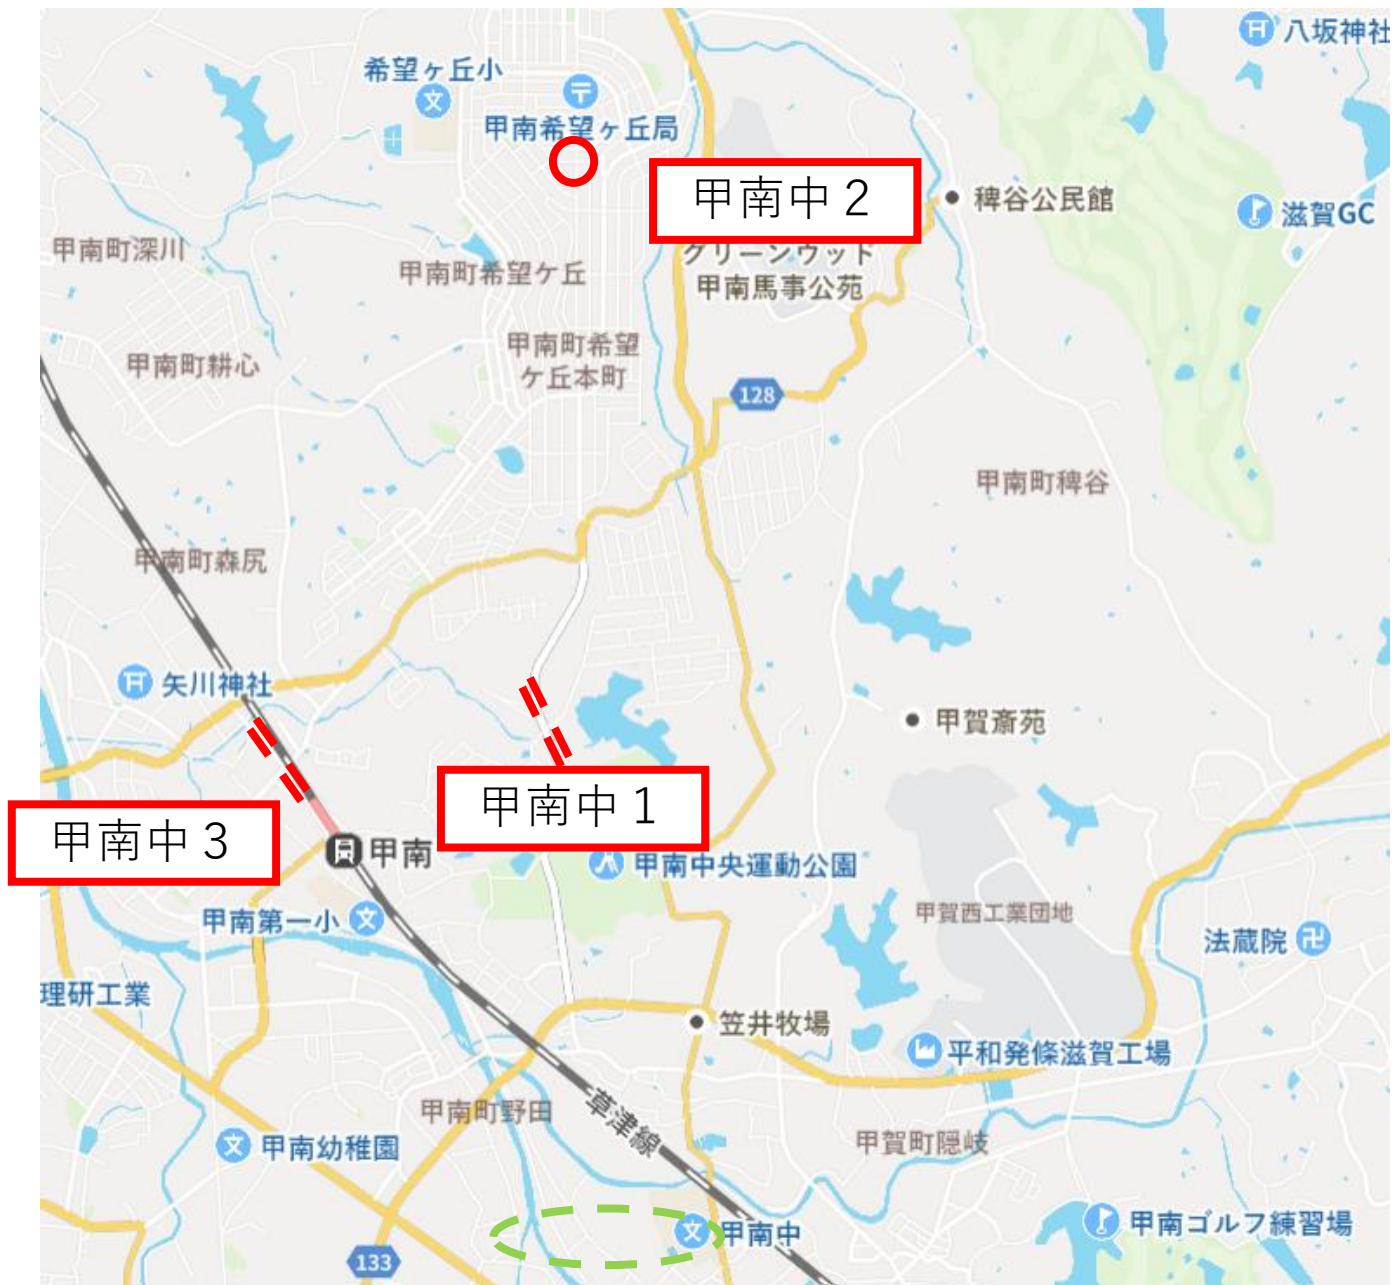 八坂神社
希望ヶ丘小
甲南希望ヶ丘局
甲南中２
稗谷公民館
滋賀GC
甲南町深川
甲南町希望ケ丘
グリーンウッド
甲南馬事公苑
甲南町耕心
甲南町希望
ケ丘本町
128
甲南町稗谷
甲南町森尻
矢川神社
甲賀斎苑
甲南中１
甲南中３
甲南
甲南中央運動公園
甲南第一小
甲賀西工業団地
法蔵院
理研工業
笠井牧場
平和発條滋賀工場
甲南町野田
草津線
甲南幼稚園
甲賀町隠岐
甲南中
甲南ゴルフ練習場
133